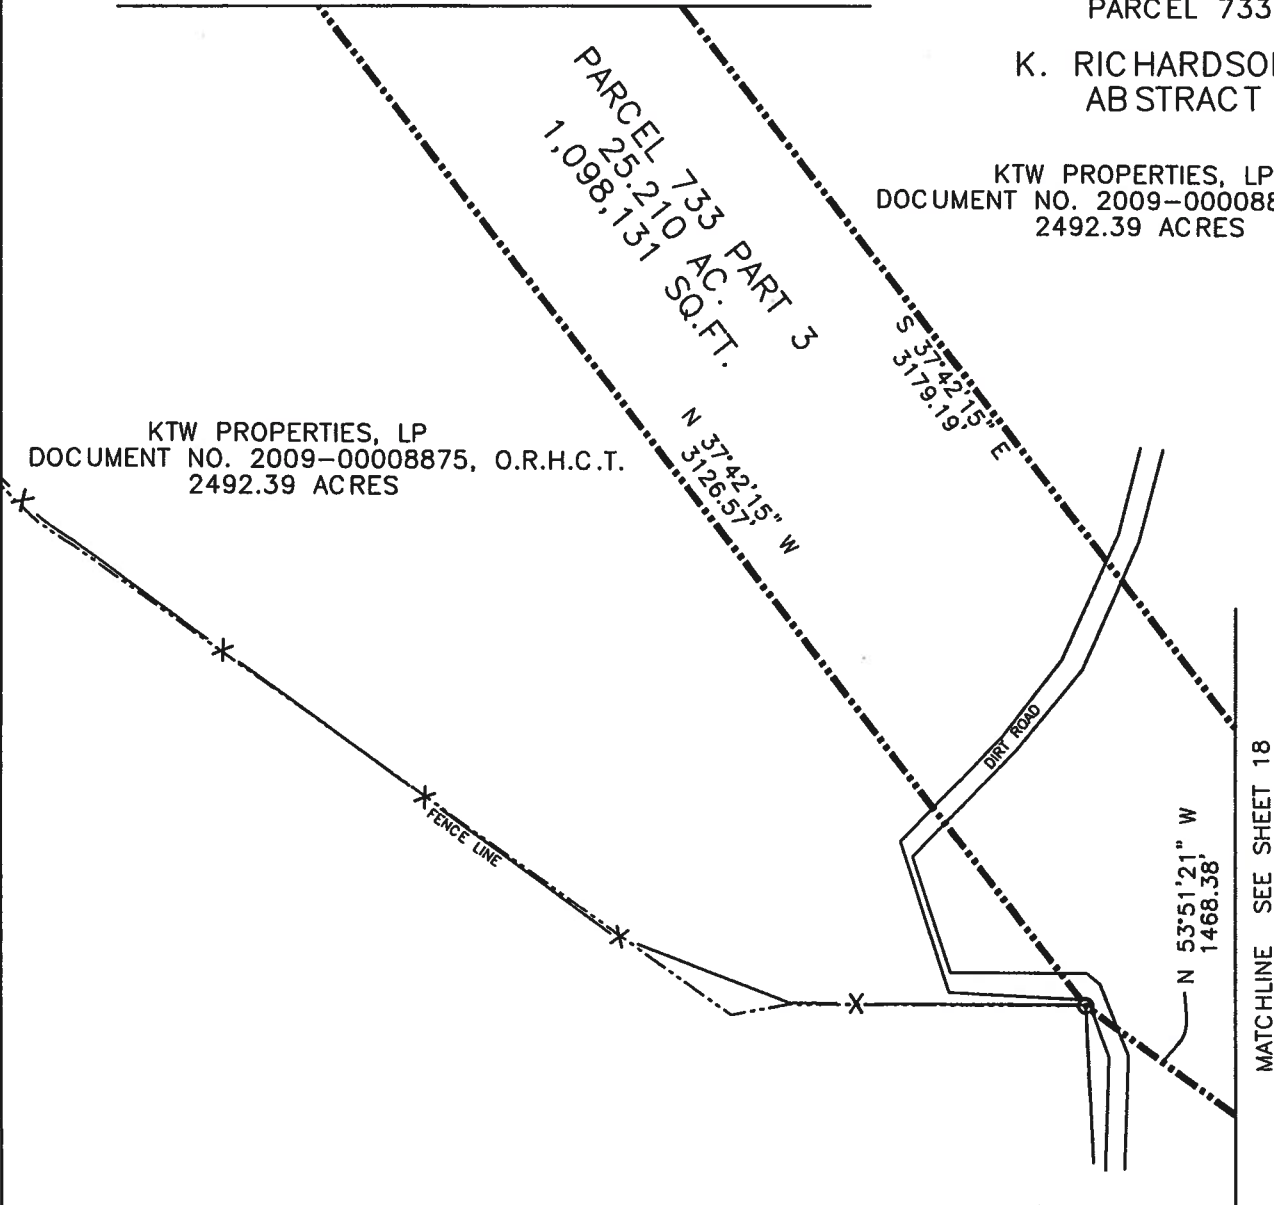 PARCEL 733
K. RICHARDSO
ABSTRACT
KTW PROPERTIES, LP
DOCUMENT NO. 2009-000088
2492.39 ACRES
PARCEL 733 PART 3
25.210 AC.
1,098,131 SQ.FT.
S 37°42'15" E
3179.19'
N 37°42'15" W
3126.57'
KTW PROPERTIES, LP
DOCUMENT NO. 2009-00008875, O.R.H.C.T.
2492.39 ACRES
DIRT ROAD
FENCE LINE
N 53°51'21" W
1468.38'
MATCHLINE SEE SHEET 18